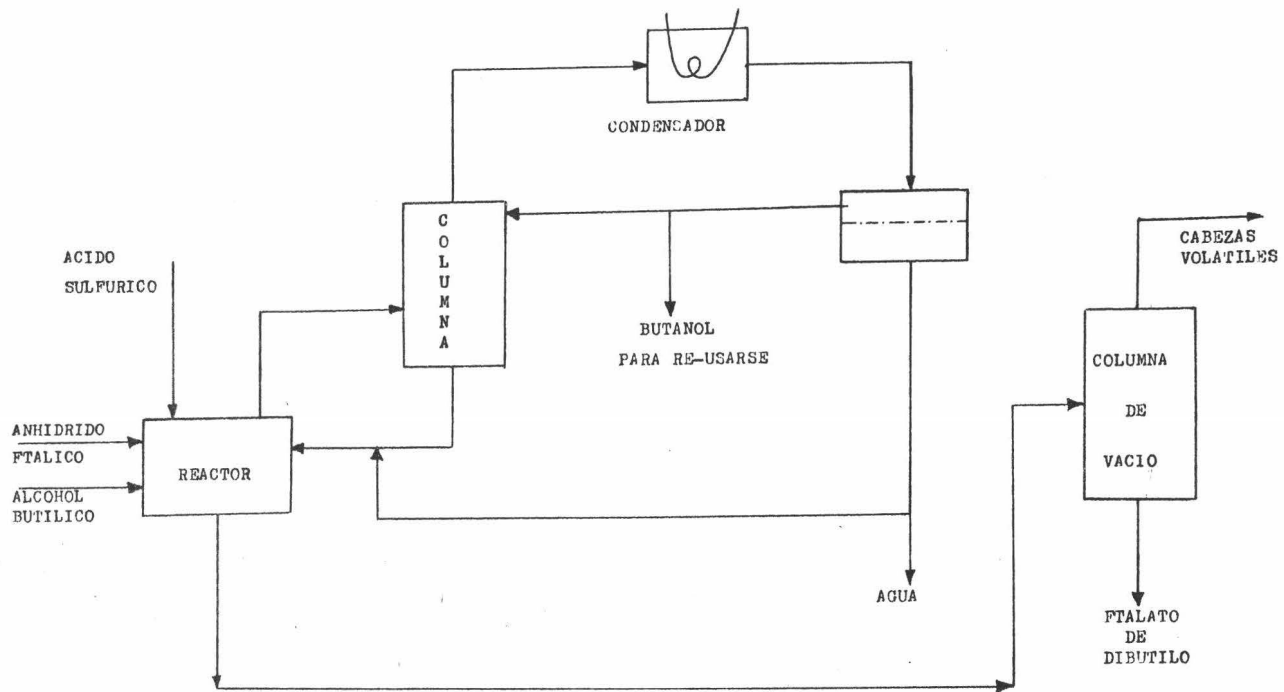 CONDENSADOR
COLUMNA
CABEZAS
VOLATILES
ACIDO
SULFURICO
BUTANOL
PARA RE-USARSE
COLUMNA
DE
VACIO
ANHIDRIDO
FTALICO
REACTOR
ALCOHOL
BUTILICO
AGUA
FTALATO
DE
DIBUTILO